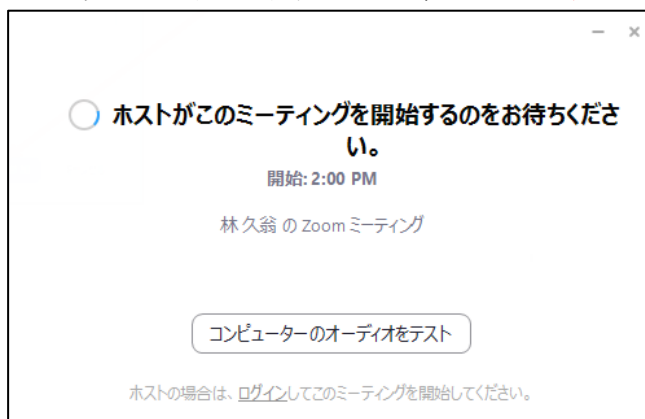 ホストがこのミーティングを開始するのをお待ちくださ
い。
開始: 2:00 PM
林 久翁 の Zoom ミーティング
コンピューターのオーディオをテスト
ホストの場合は、ログインしてこのミーティングを開始してください。